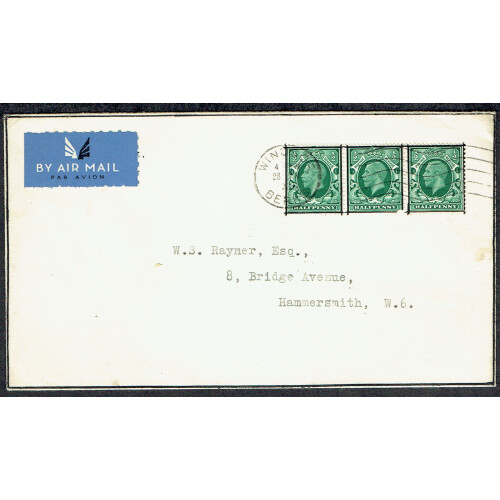 BY AIR MAIL
PAR AVION
HALFPENNY HALFPENNY HALFPENNY
W.S. Rayner, Esq.,
8, Bridge Avenue,
Hammersmith, W.6.